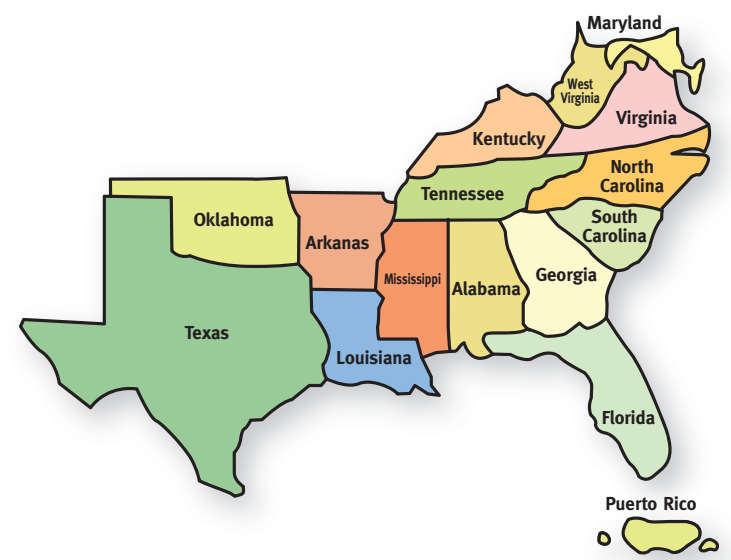 Maryland
West
Virginia
Virginia
Kentucky
North
Carolina
Tennessee
South
Carolina
Oklahoma
Arkanas
Georgia
Mississippi
Alabama
Texas
Louisiana
Florida
Puerto Rico